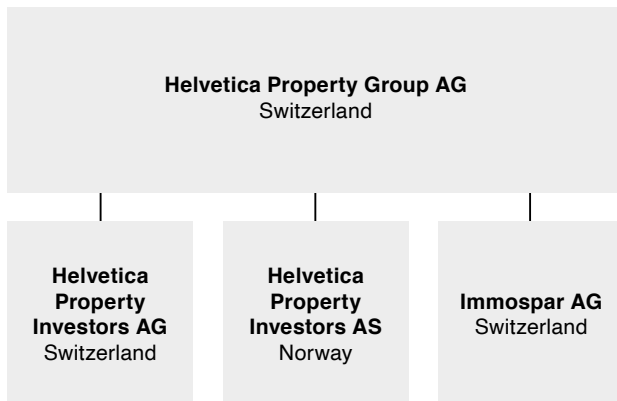 Helvetica Property Group AG
Switzerland
Helvetica
Property
Investors AG
Switzerland
Helvetica
Property
Investors AS
Norway
Immospar AG
Switzerland